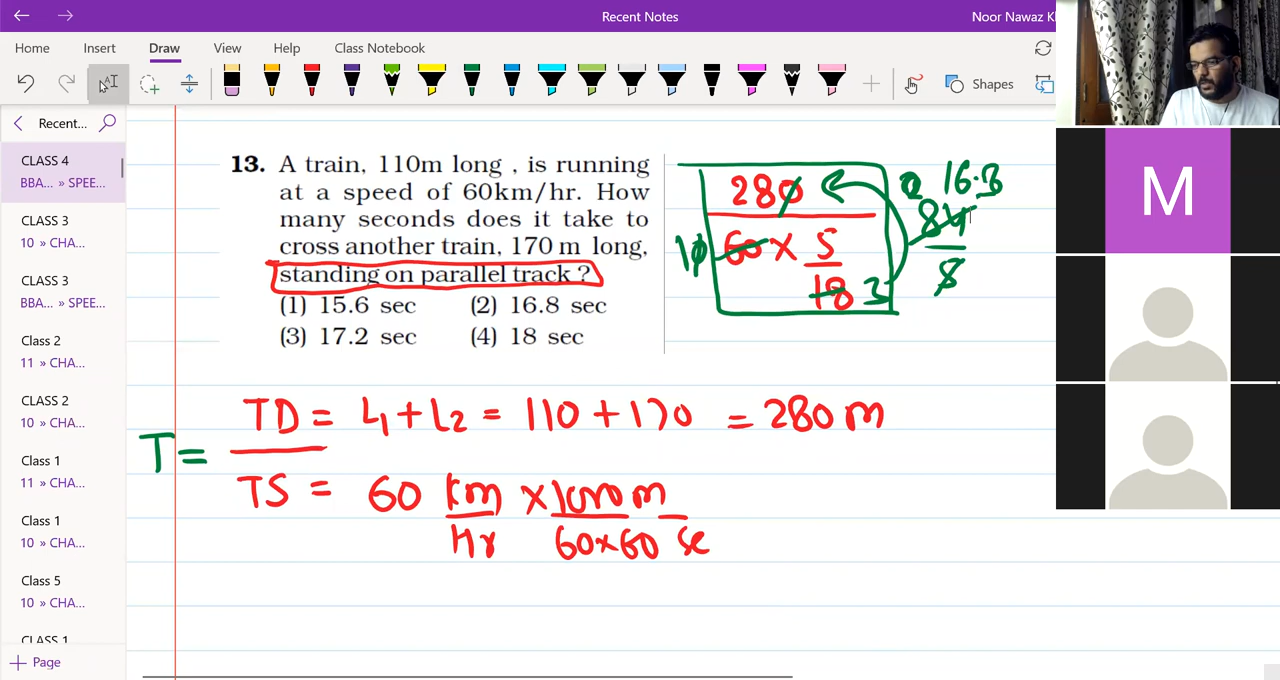 Recent Notes
Noor Nawaz Kh
Home Insert Draw View Help Class Notebook
Shapes
Recent...
CLASS 4
BBA... » SPEE...
CLASS 3
10 » CHA...
CLASS 3
BBA... » SPEE...
Class 2
11 » CHA...
CLASS 2
10 » CHA...
Class 1
11 » CHA...
Class 1
10 » CHA...
Class 5
10 » CHA...
CLASS 1
+ Page
13. A train, 110m long , is running
at a speed of 60km/hr. How
many seconds does it take to
cross another train, 170 m long,
standing on parallel track ?
(1) 15.6 sec (2) 16.8 sec
(3) 17.2 sec (4) 18 sec
280
10 60 × 5
18 3
16.3
84
5
TD = L1 + L2 = 110 + 170 = 280 m
T =
TS = 60 km × 1000 m
Hr 60×60 se
M